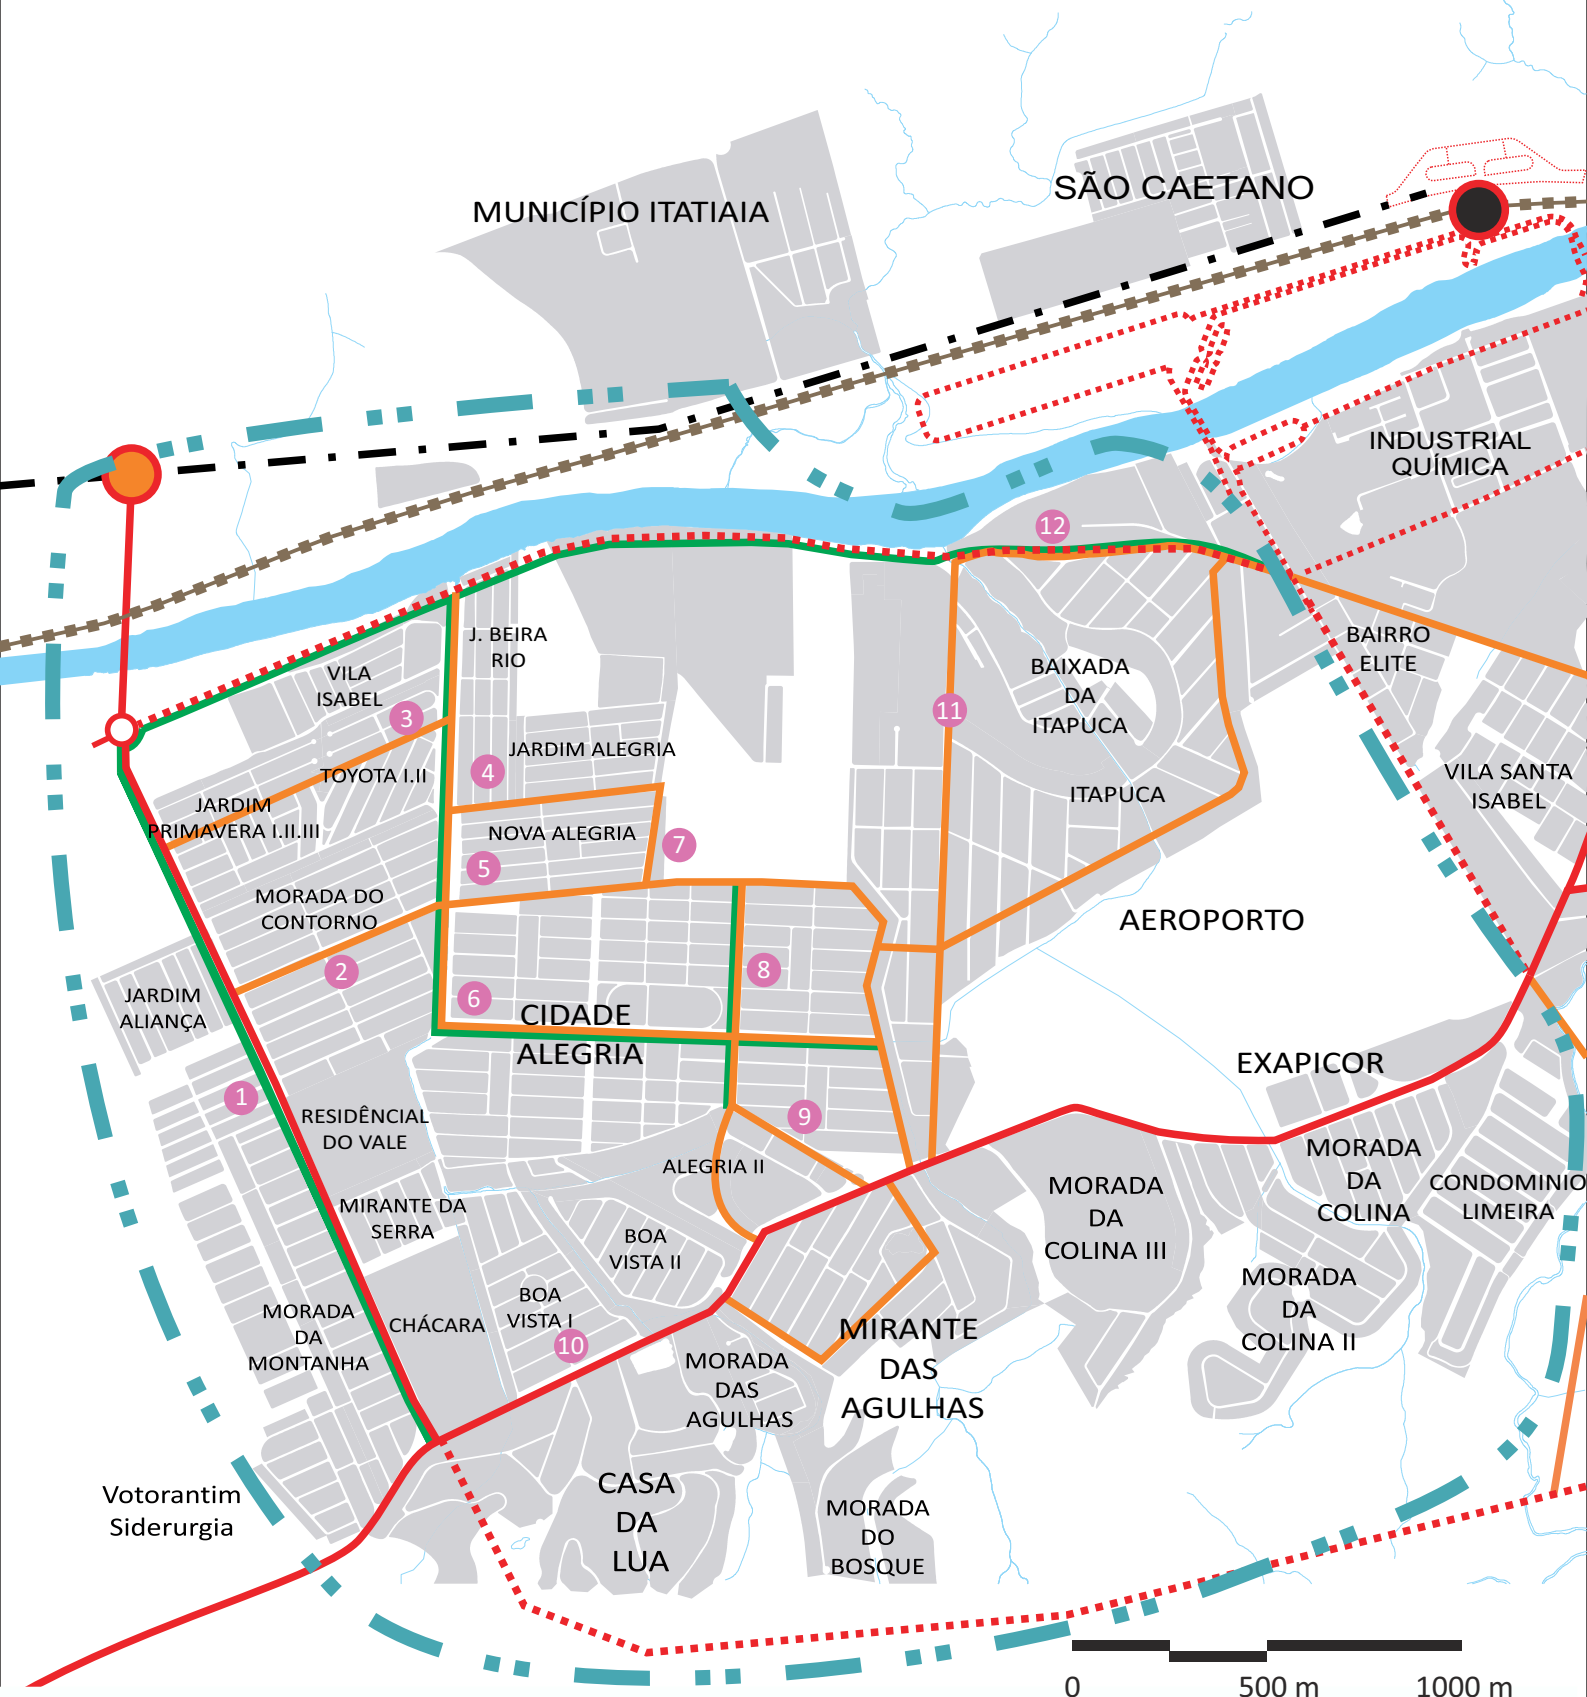 SÃO CAETANO
MUNICÍPIO ITATIAIA
INDUSTRIAL
QUÍMICA
12
J. BEIRA
RIO
BAIRRO
ELITE
VILA
ISABEL
BAIXADA
DA
ITAPUCA
3
11
JARDIM ALEGRIA
4
TOYOTA I.II
VILA SANTA
ISABEL
ITAPUCA
JARDIM
PRIMAVERA I.II.III
NOVA ALEGRIA
7
5
MORADA DO
CONTORNO
AEROPORTO
2
8
JARDIM
ALIANÇA
6
CIDADE
ALEGRIA
EXAPICOR
1
RESIDÊNCIAL
DO VALE
9
ALEGRIA II
MORADA
DA
COLINA
MORADA
DA
COLINA III
CONDOMINIO
LIMEIRA
MIRANTE DA
SERRA
BOA
VISTA II
MORADA
DA
COLINA II
BOA
VISTA I
10
MORADA
DA
MONTANHA
CHÁCARA
MIRANTE
DAS
AGULHAS
MORADA
DAS
AGULHAS
CASA
DA
LUA
Votorantim
Siderurgia
MORADA
DO
BOSQUE
0
500 m
1000 m